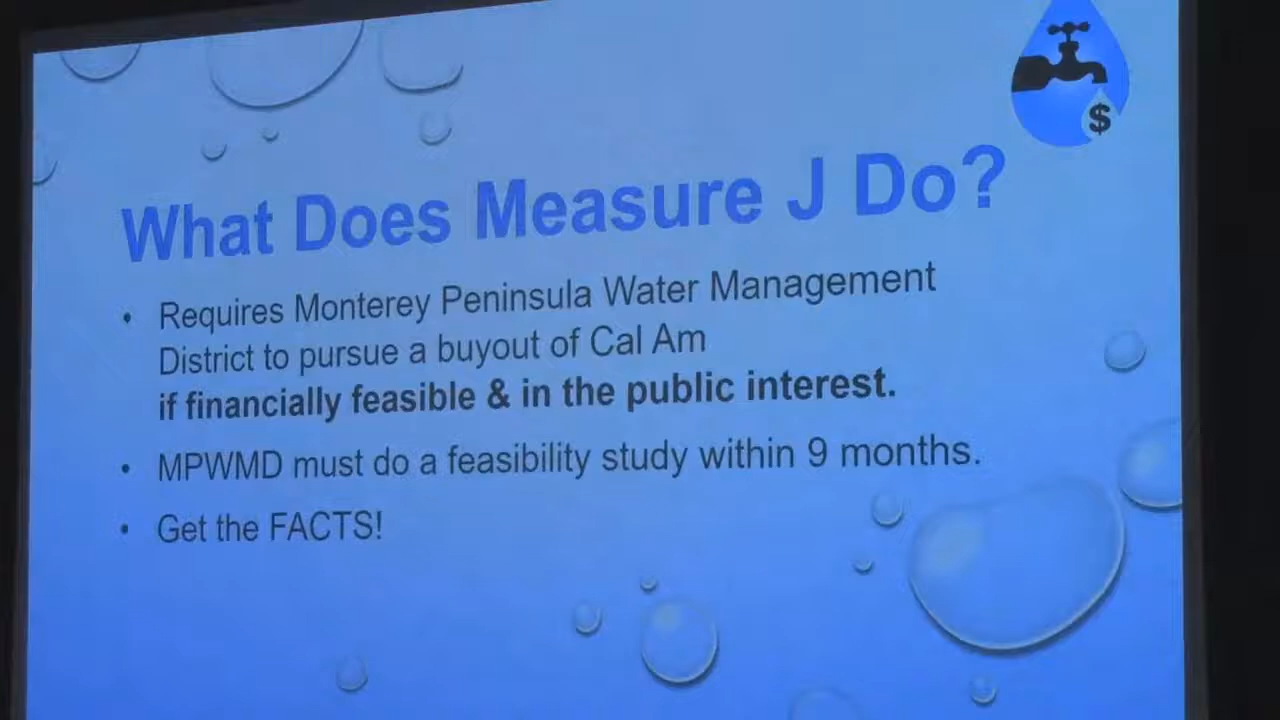 $
What Does Measure J Do?
• Requires Monterey Peninsula Water Management
District to pursue a buyout of Cal Am
if financially feasible & in the public interest.
• MPWMD must do a feasibility study within 9 months.
• Get the FACTS!